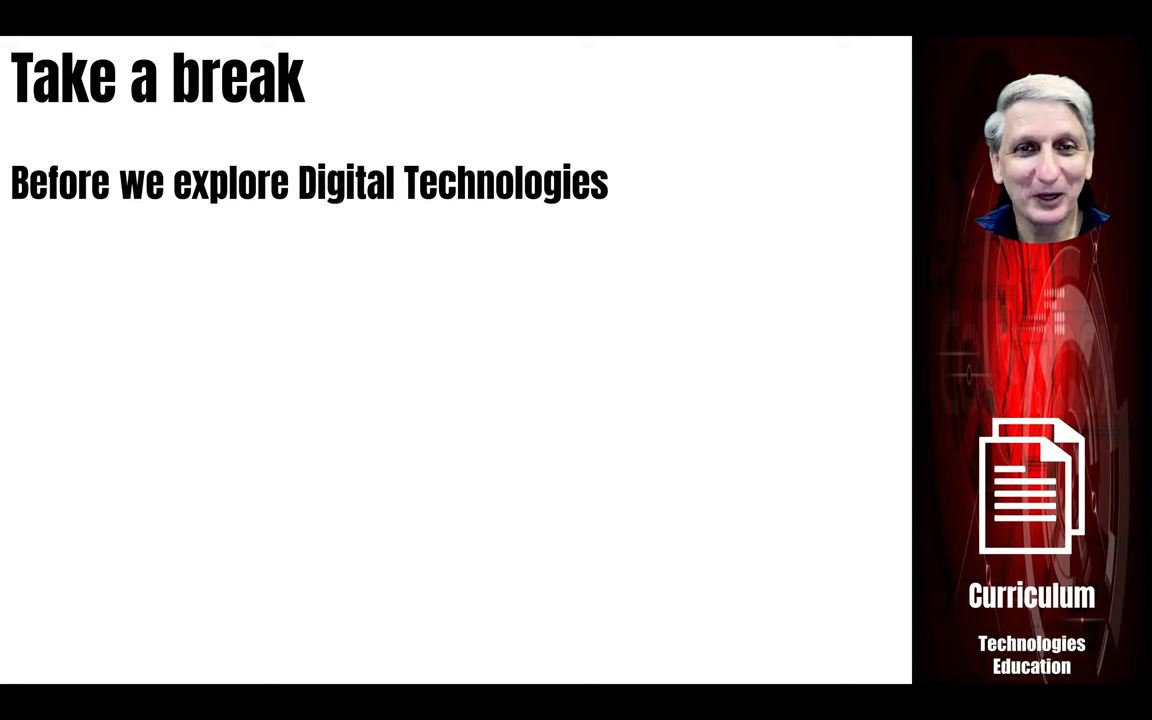 Take a break
Before we explore Digital Technologies
Curriculum
Technologies
Education